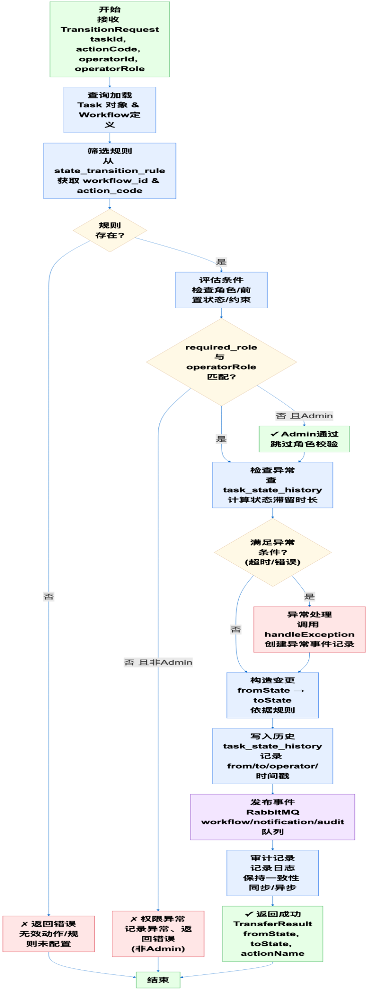 开始
接收
TransitionRequest
taskId,
actionCode,
operatorId,
operatorRole
查询加载
Task 对象 &
Workflow定
义
筛选规则
从
state_transition_rule
获取 workflow_id &
action_code
规则
存在?
是
评估条件
检查角色/前
置状态/约束
required_role
与
operatorRole
匹配?
否 且Admin
✓ Admin通过
跳过角色校验
是
检查异常
查
task_state_history
计算状态滞留时长
满足异常
条件?
(超时/错误)
否
是
异常处理
调用
handleException
创建异常事件记录
否
否 且非Admin
构造变更
fromState →
toState
依据规则
写入历史
task_state_history
记录
from/to/operator/
时间戳
发布事件
RabbitMQ
workflow/notification/audit
队列
审计记录
记录日志
保持一致性
同步/异步
✗ 返回错误
无效动作/规
则未配置
✗ 权限异常
记录异常、返
回错误
(非Admin)
✓ 返回成功
TransferResult
fromState,
toState,
actionName
结束